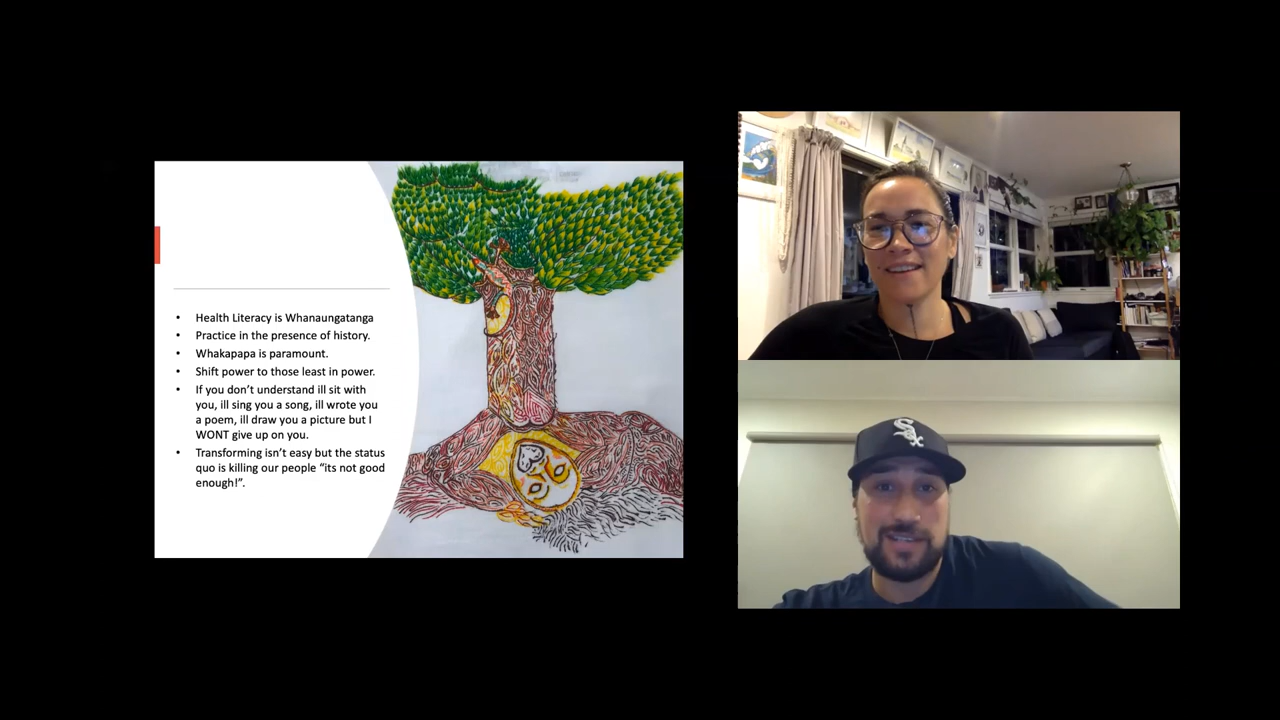 Health Literacy is Whanaungatanga
Practice in the presence of history.
Whakapapa is paramount.
Shift power to those least in power.
If you don't understand ill sit with
you, ill sing you a song, ill wrote you
a poem, ill draw you a picture but I
WONT give up on you.
Transforming isn't easy but the status
quo is killing our people "its not good
enough!".
Sox